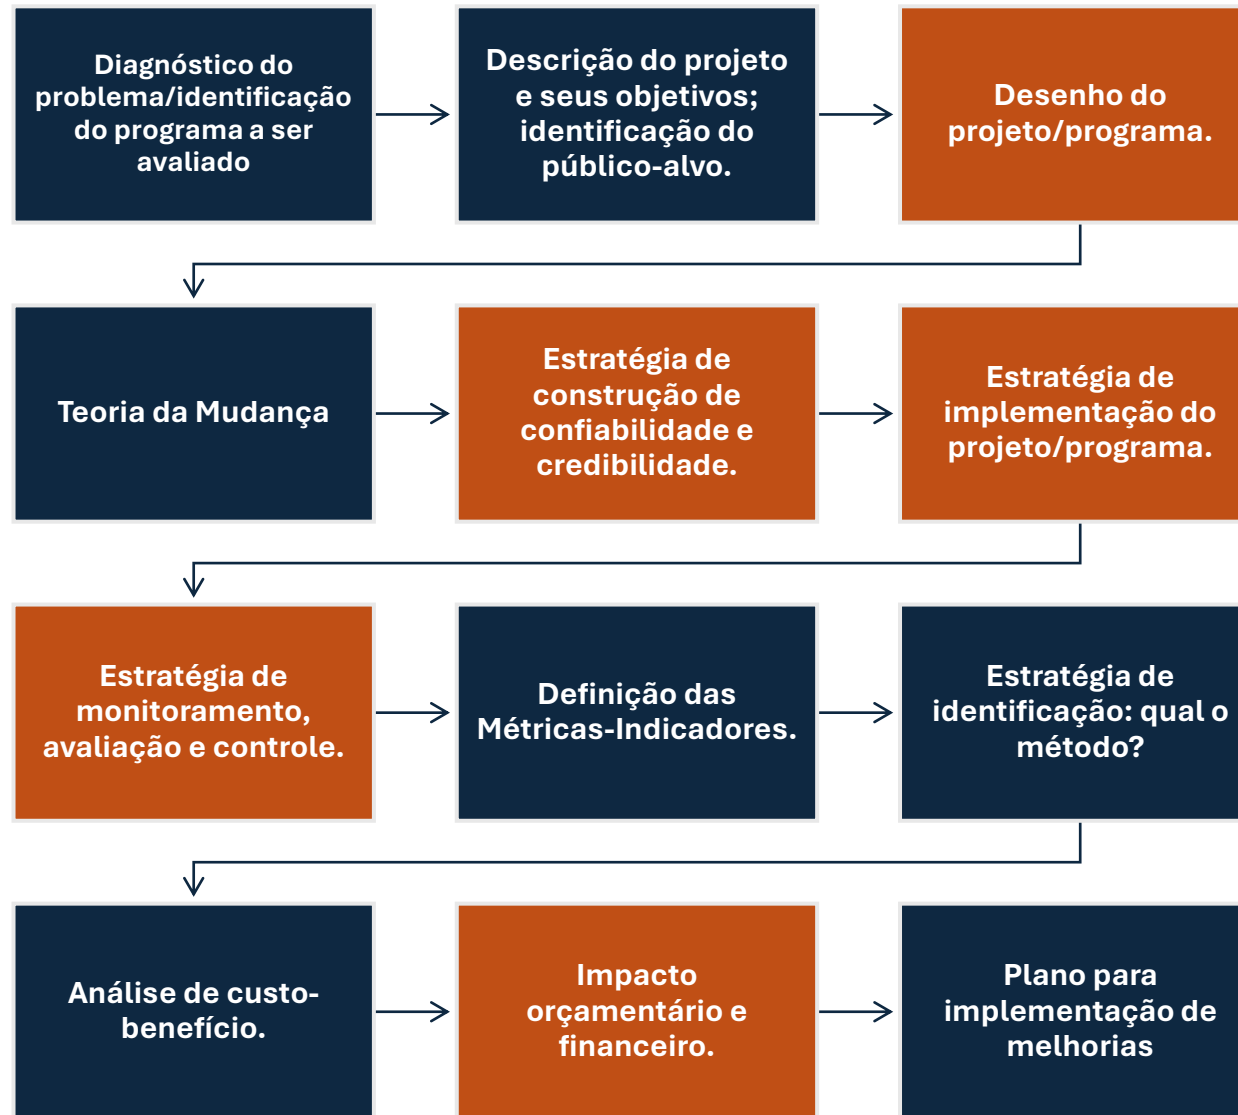 Diagnóstico do
problema/identificação
do programa a ser
avaliado
Descrição do projeto
e seus objetivos;
identificação do
público-alvo.
Desenho do
projeto/programa.
Teoria da Mudança
Estratégia de
construção de
confiabilidade e
credibilidade.
Estratégia de
implementação do
projeto/programa.
Estratégia de
monitoramento,
avaliação e controle.
Definição das
Métricas-Indicadores.
Estratégia de
identificação: qual o
método?
Análise de custo-
benefício.
Impacto
orçamentário e
financeiro.
Plano para
implementação de
melhorias